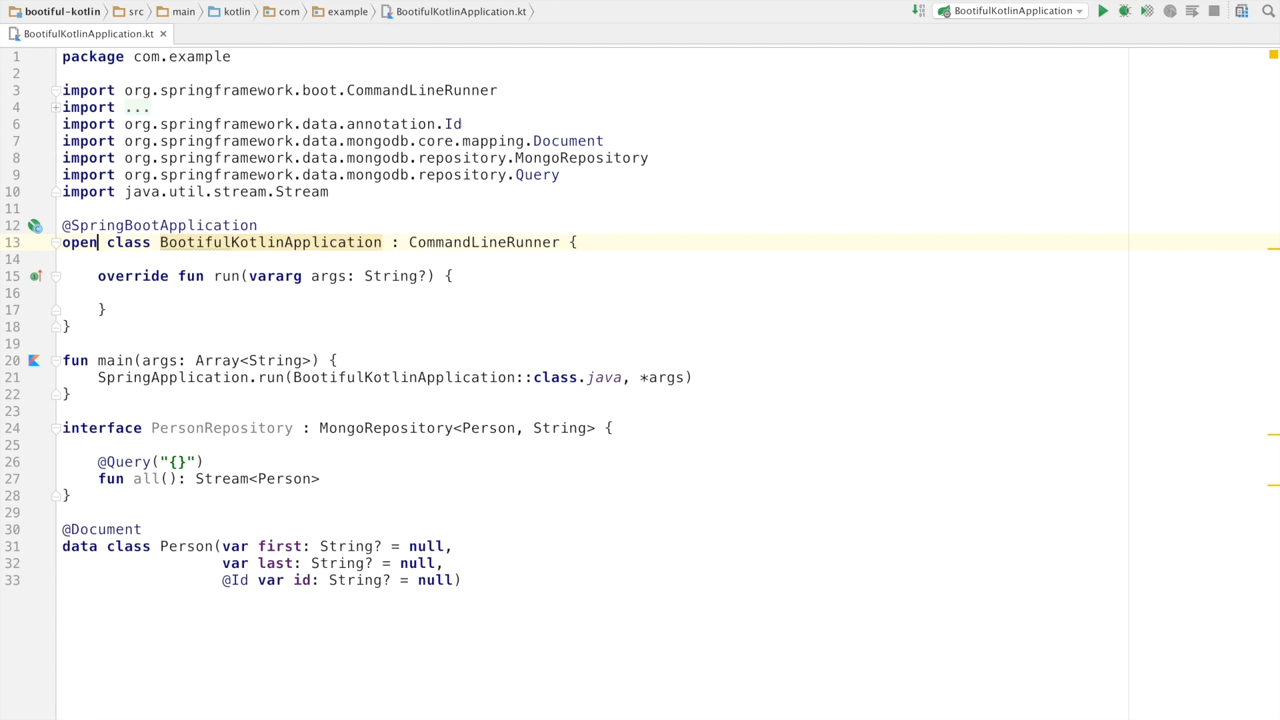 bootiful-kotlin src main kotlin com example BootifulKotlinApplication.kt BootifulKotlinApplication
BootifulKotlinApplication.kt
1 package com.example
2
3 import org.springframework.boot.CommandLineRunner
4 import ...
6 import org.springframework.data.annotation.Id
7 import org.springframework.data.mongodb.core.mapping.Document
8 import org.springframework.data.mongodb.repository.MongoRepository
9 import org.springframework.data.mongodb.repository.Query
10 import java.util.stream.Stream
11
12 @SpringBootApplication
13 open class BootifulKotlinApplication : CommandLineRunner {
14
15 override fun run(vararg args: String?) {
16
17 }
18 }
19
20 fun main(args: Array<String>) {
21 SpringApplication.run(BootifulKotlinApplication::class.java, *args)
22 }
23
24 interface PersonRepository : MongoRepository<Person, String> {
25
26 @Query("{}")
27 fun all(): Stream<Person>
28 }
29
30 @Document
31 data class Person(var first: String? = null,
32 var last: String? = null,
33 @Id var id: String? = null)